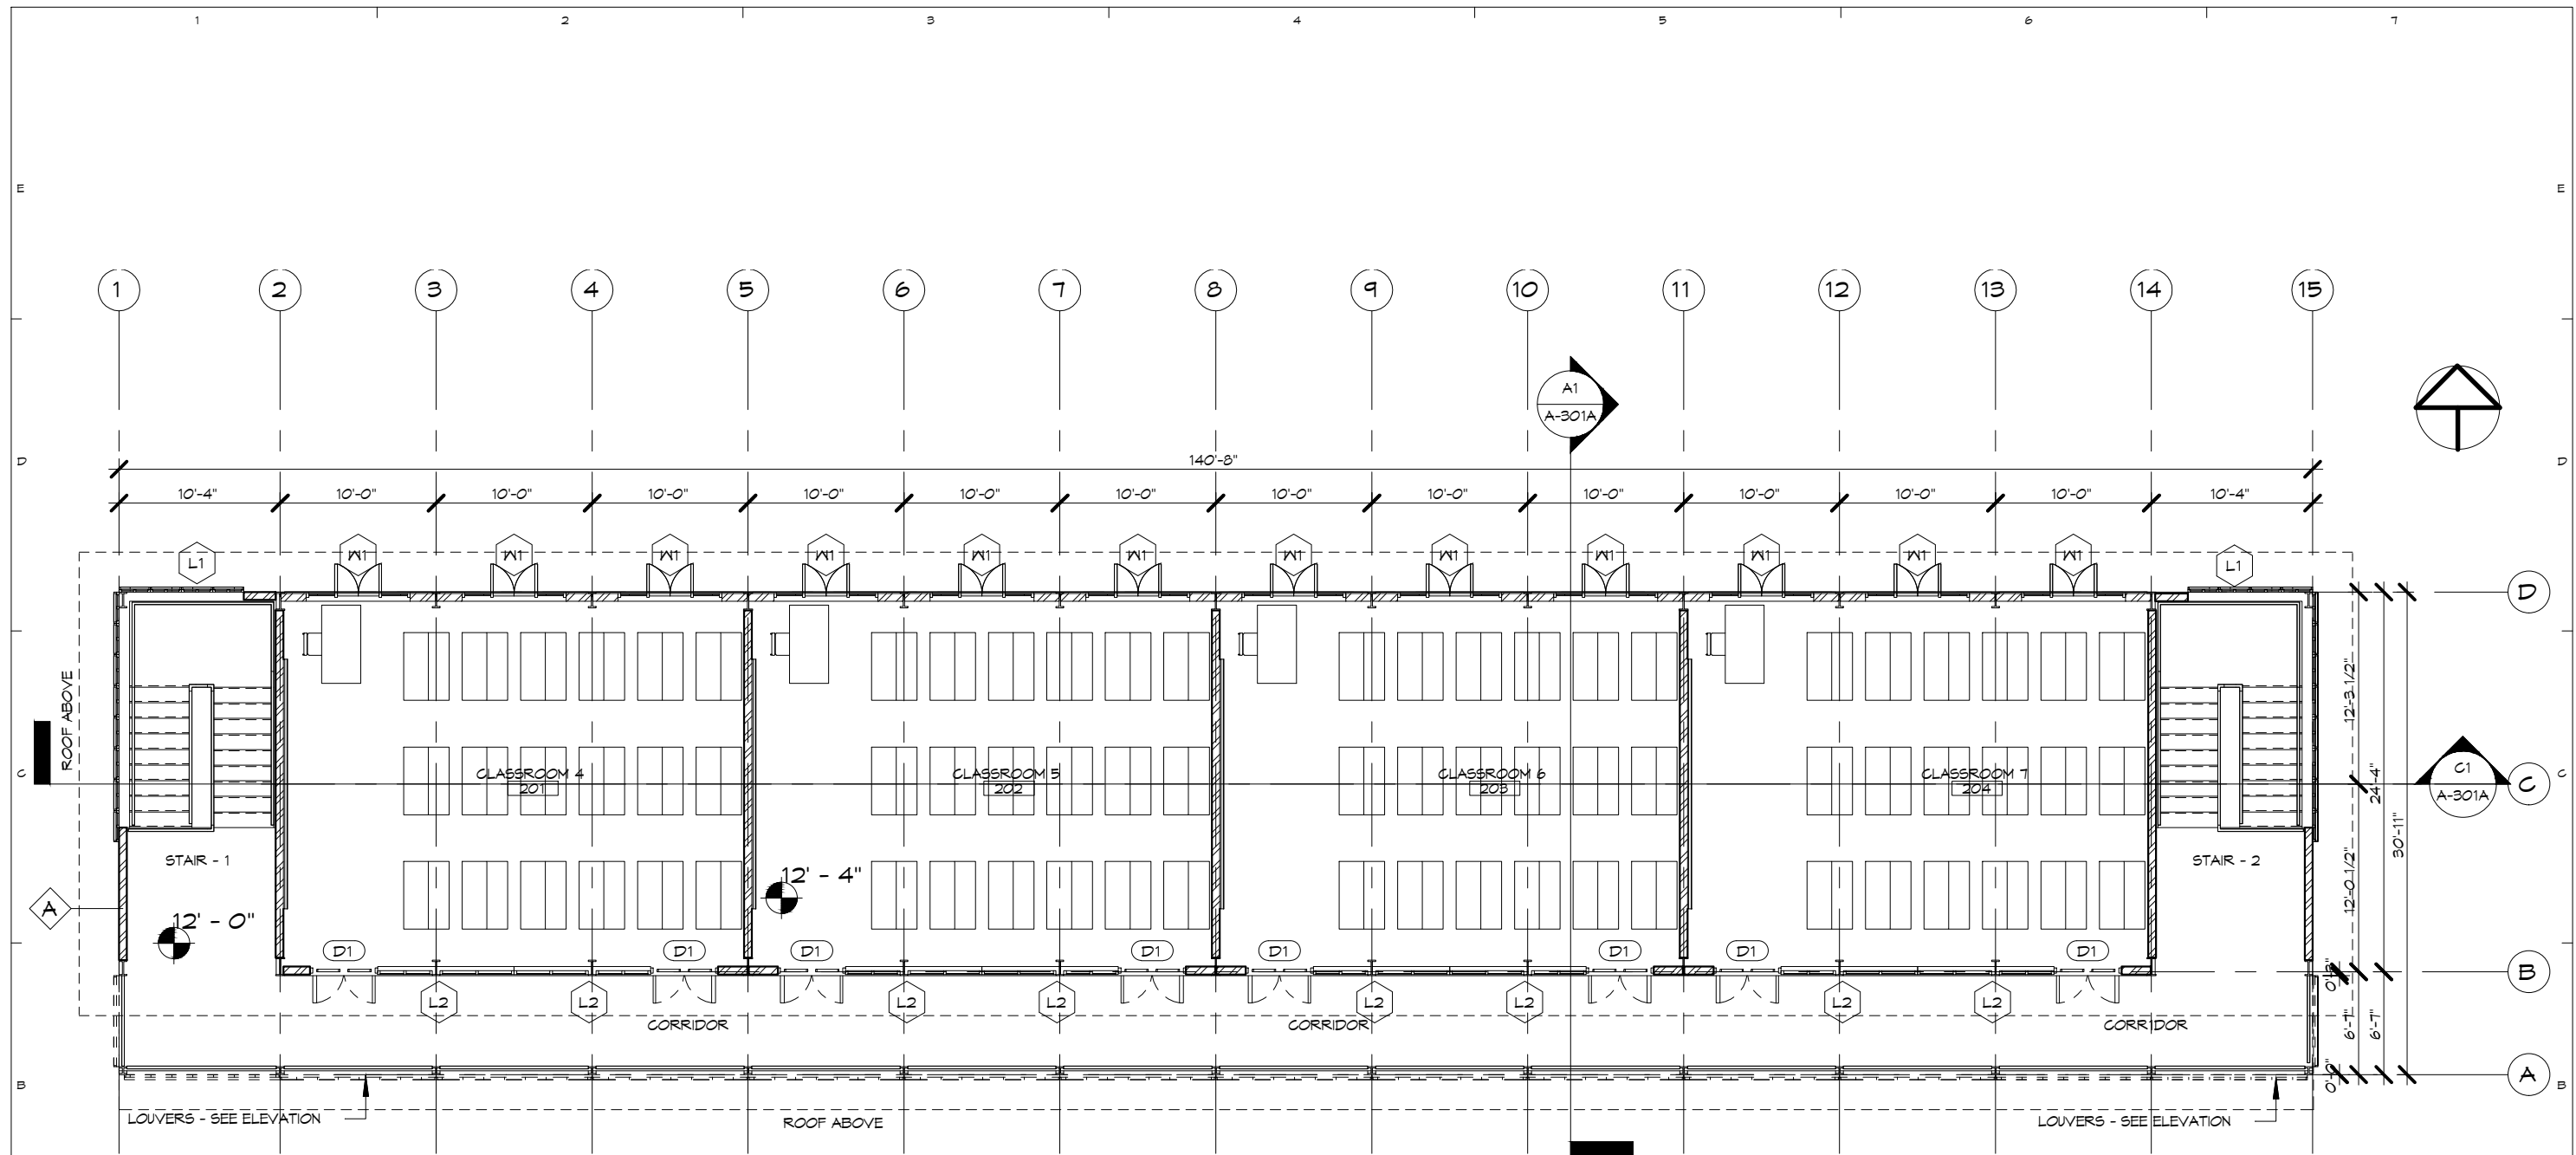 1 2 3 4 5 6 7
E E
1 2 3 4 5 6 7 8 9 10 11 12 13 14 15
A1
A-301A
D D
140'-8"
10'-4" 10'-0" 10'-0" 10'-0" 10'-0" 10'-0" 10'-0" 10'-0" 10'-0" 10'-0" 10'-0" 10'-0" 10'-0" 10'-4"
W1 W1 W1 W1 W1 W1 W1 W1 W1 W1 W1 W1
L1 L1
D
ROOF ABOVE
12'-3 1/2"
24'-4"
30'-11"
12'-0 1/2"
C C
CLASSROOM 4 CLASSROOM 5 CLASSROOM 6 CLASSROOM 7
201 202 203 204
C1
A-301A
C
STAIR - 1 STAIR - 2
12' - 4"
A
12' - 0"
D1 D1 D1 D1 D1 D1 D1 D1
B
L2 L2 L2 L2 L2 L2 L2 L2
CORRIDOR CORRIDOR CORRIDOR
6'-7" 6'-7"
0'-0"
A
B B
LOUVERS - SEE ELEVATION ROOF ABOVE LOUVERS - SEE ELEVATION